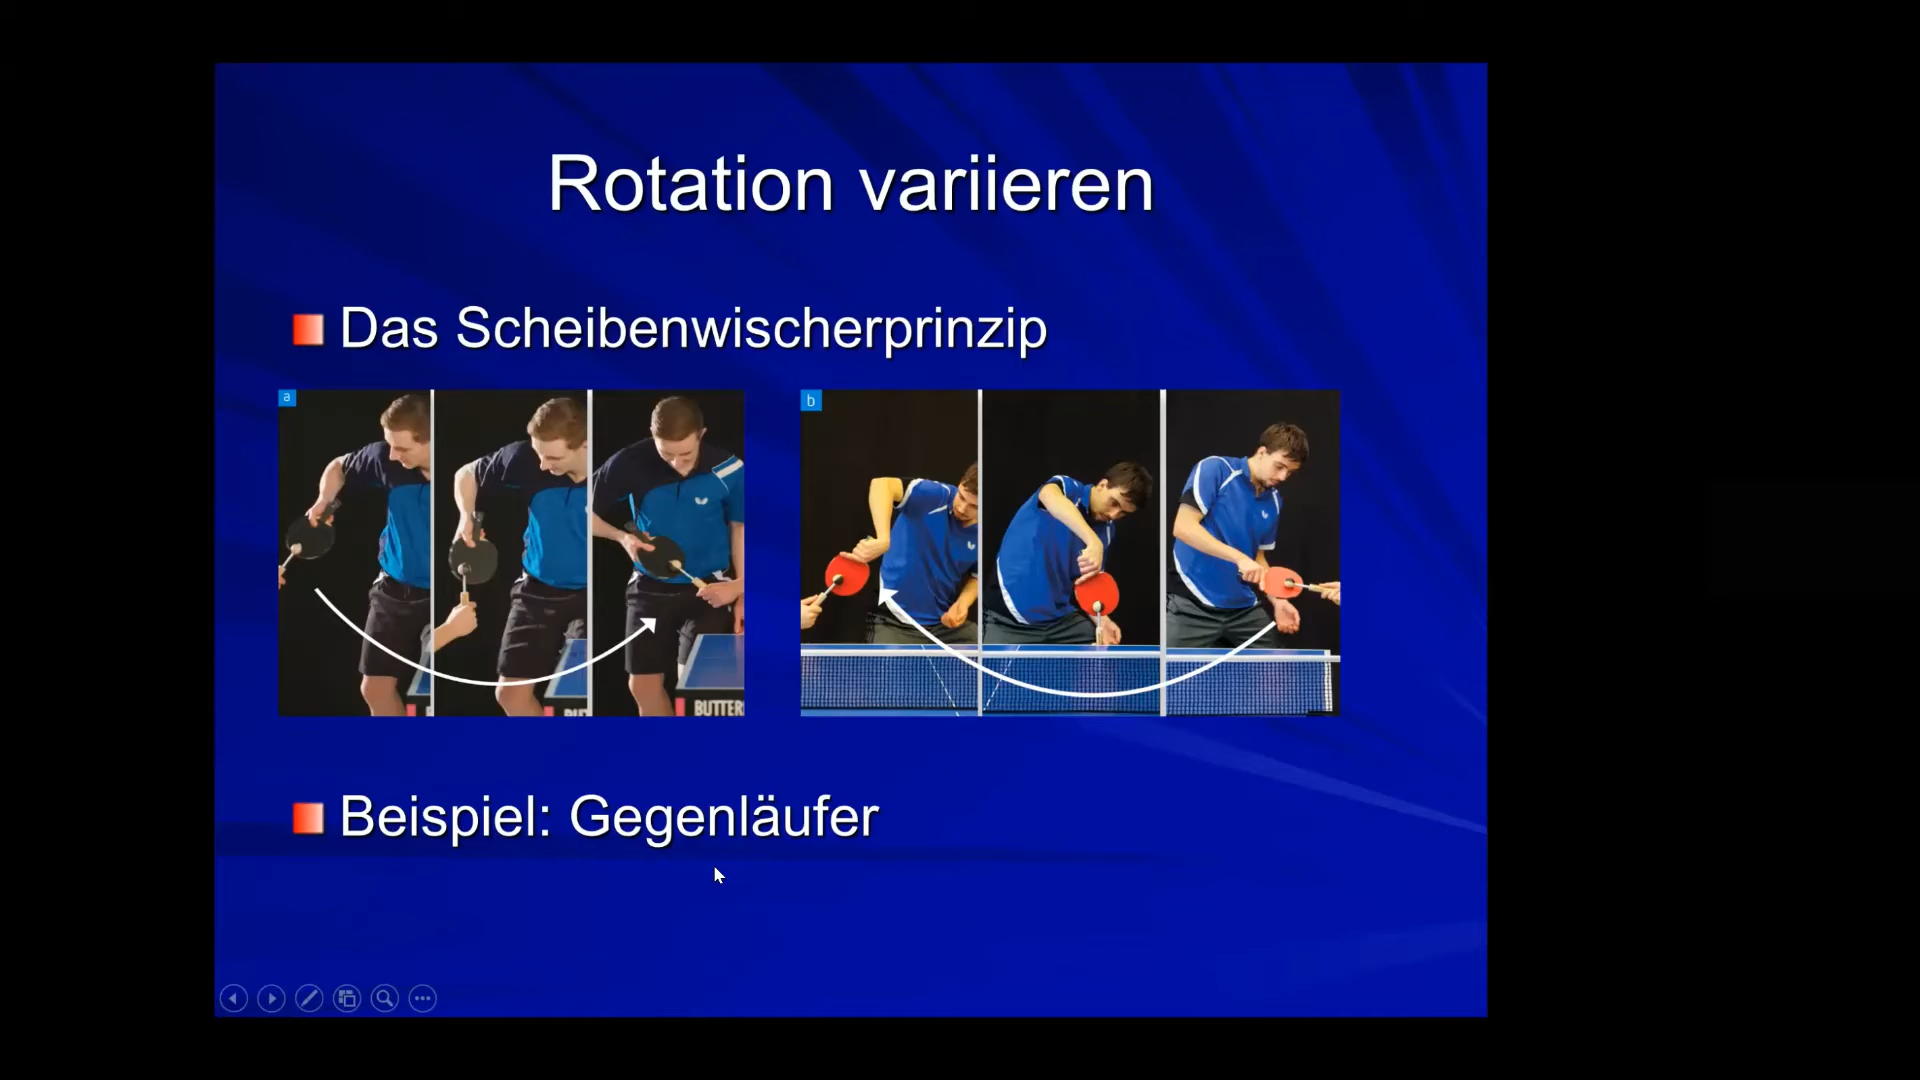 Rotation variieren
Das Scheibenwischerprinzip
a
b
BUTTER
Beispiel: Gegenläufer